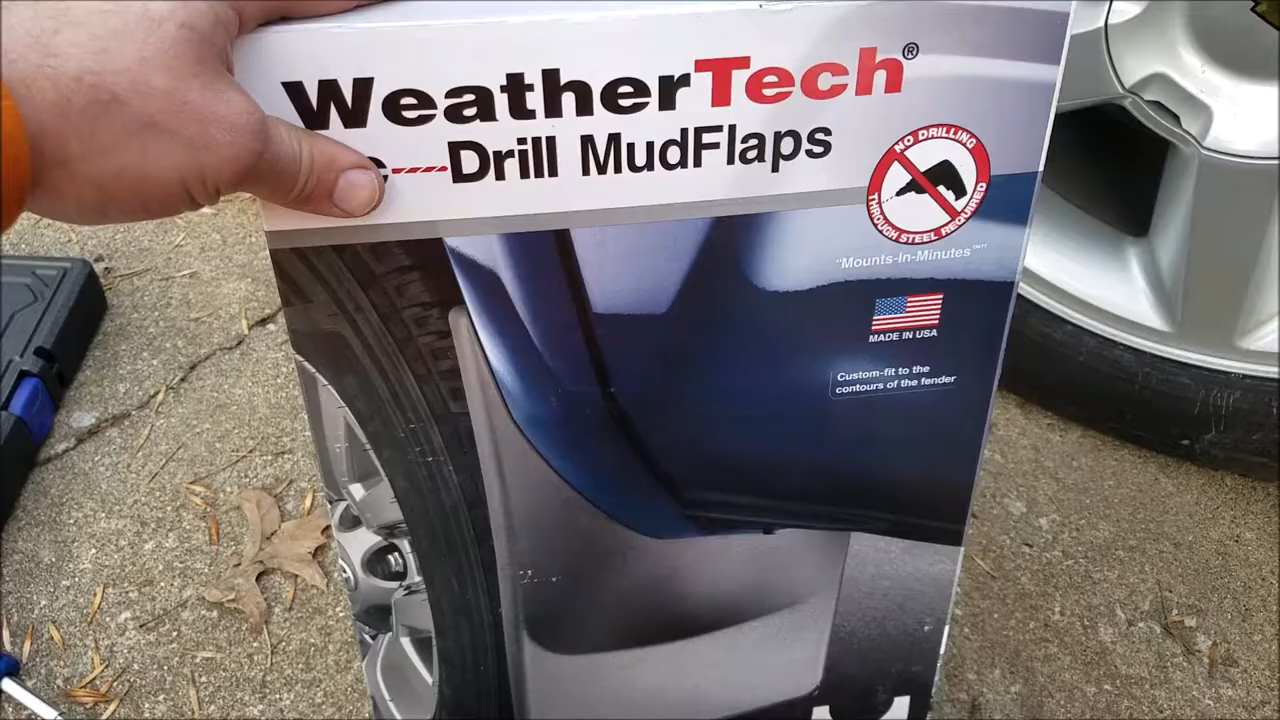 WeatherTech®
Drill MudFlaps
NO DRILLING
THROUGH STEEL REQUIRED
"Mounts-In-Minutes"™
MADE IN USA
Custom-fit to the
contours of the fender